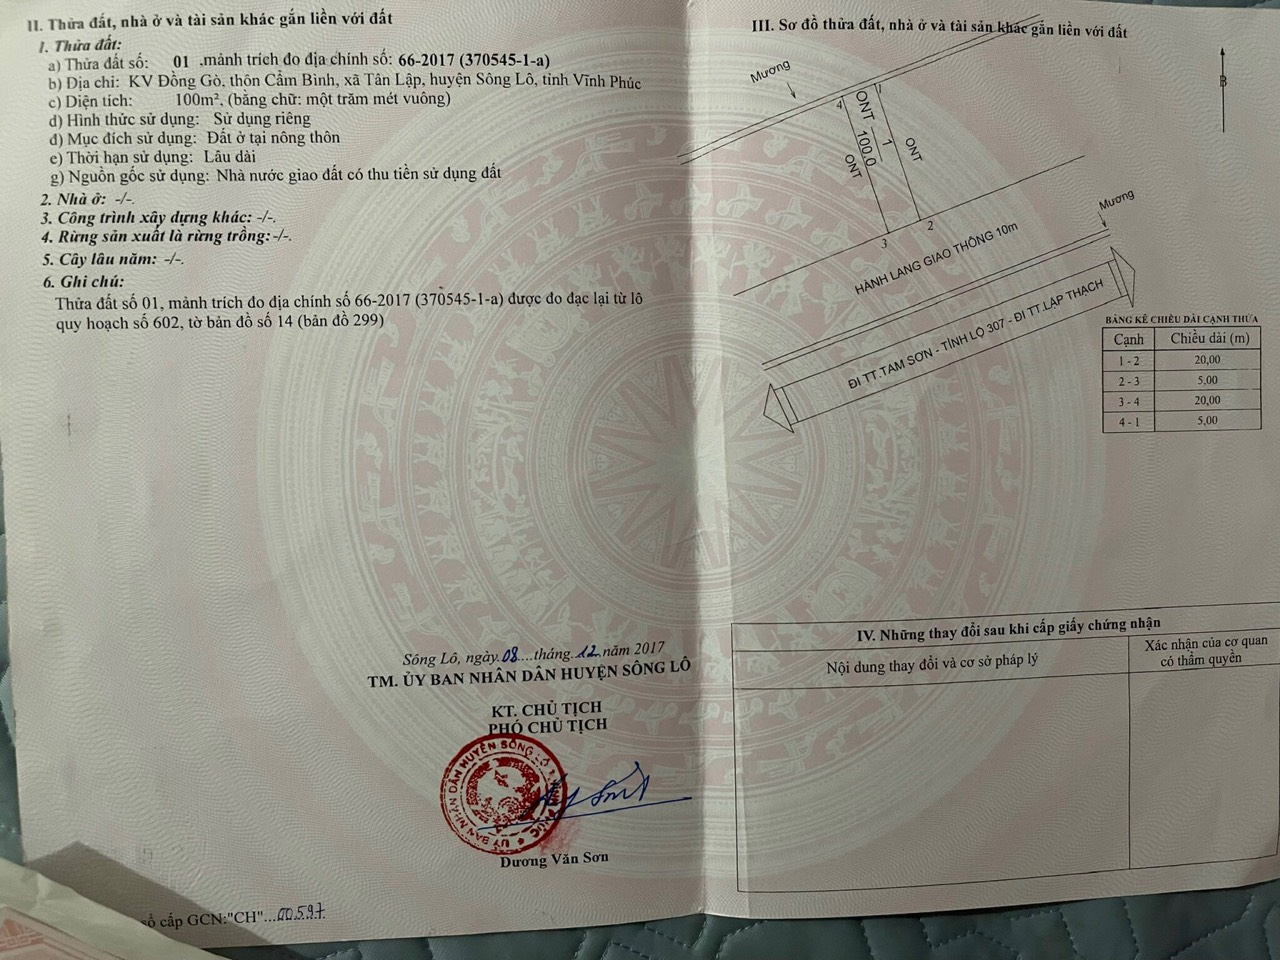 II. Thửa đất, nhà ở và tài sản khác gắn liền với đất
1. Thửa đất:
a) Thửa đất số: 01 .mảnh trích đo địa chính số: 66-2017 (370545-1-a)
b) Địa chỉ: KV Đồng Gò, thôn Cẩm Bình, xã Tân Lập, huyện Sông Lô, tỉnh Vĩnh Phúc
c) Diện tích: 100m², (bằng chữ: một trăm mét vuông)
d) Hình thức sử dụng: Sử dụng riêng
đ) Mục đích sử dụng: Đất ở tại nông thôn
e) Thời hạn sử dụng: Lâu dài
g) Nguồn gốc sử dụng: Nhà nước giao đất có thu tiền sử dụng đất
2. Nhà ở: -/-.
3. Công trình xây dựng khác: -/-.
4. Rừng sản xuất là rừng trồng: -/-.
5. Cây lâu năm: -/-.
6. Ghi chú:
Thửa đất số 01, mảnh trích đo địa chính số 66-2017 (370545-1-a) được đo đạc lại từ lô
quy hoạch số 602, tờ bản đồ số 14 (bản đồ 299)
Sông Lô, ngày.08....tháng.12.năm 2017
TM. ỦY BAN NHÂN DÂN HUYỆN SÔNG LÔ
KT. CHỦ TỊCH
PHÓ CHỦ TỊCH
Dương Văn Sơn
số cấp GCN:"CH"...00597
III. Sơ đồ thửa đất, nhà ở và tài sản khác gắn liền với đất
Mương
B
4
1
ONT
1
100.0
ONT
ONT
3
2
Mương
HÀNH LANG GIAO THÔNG 10m
ĐI TT.TAM SƠN - TỈNH LỘ 307 - ĐI TT.LẬP THẠCH
BẢNG KÊ CHIỀU DÀI CẠNH THỬA
Cạnh Chiều dài (m)
1 - 2 20,00
2 - 3 5,00
3 - 4 20,00
4 - 1 5,00
IV. Những thay đổi sau khi cấp giấy chứng nhận
Nội dung thay đổi và cơ sở pháp lý
Xác nhận của cơ quan
có thẩm quyền